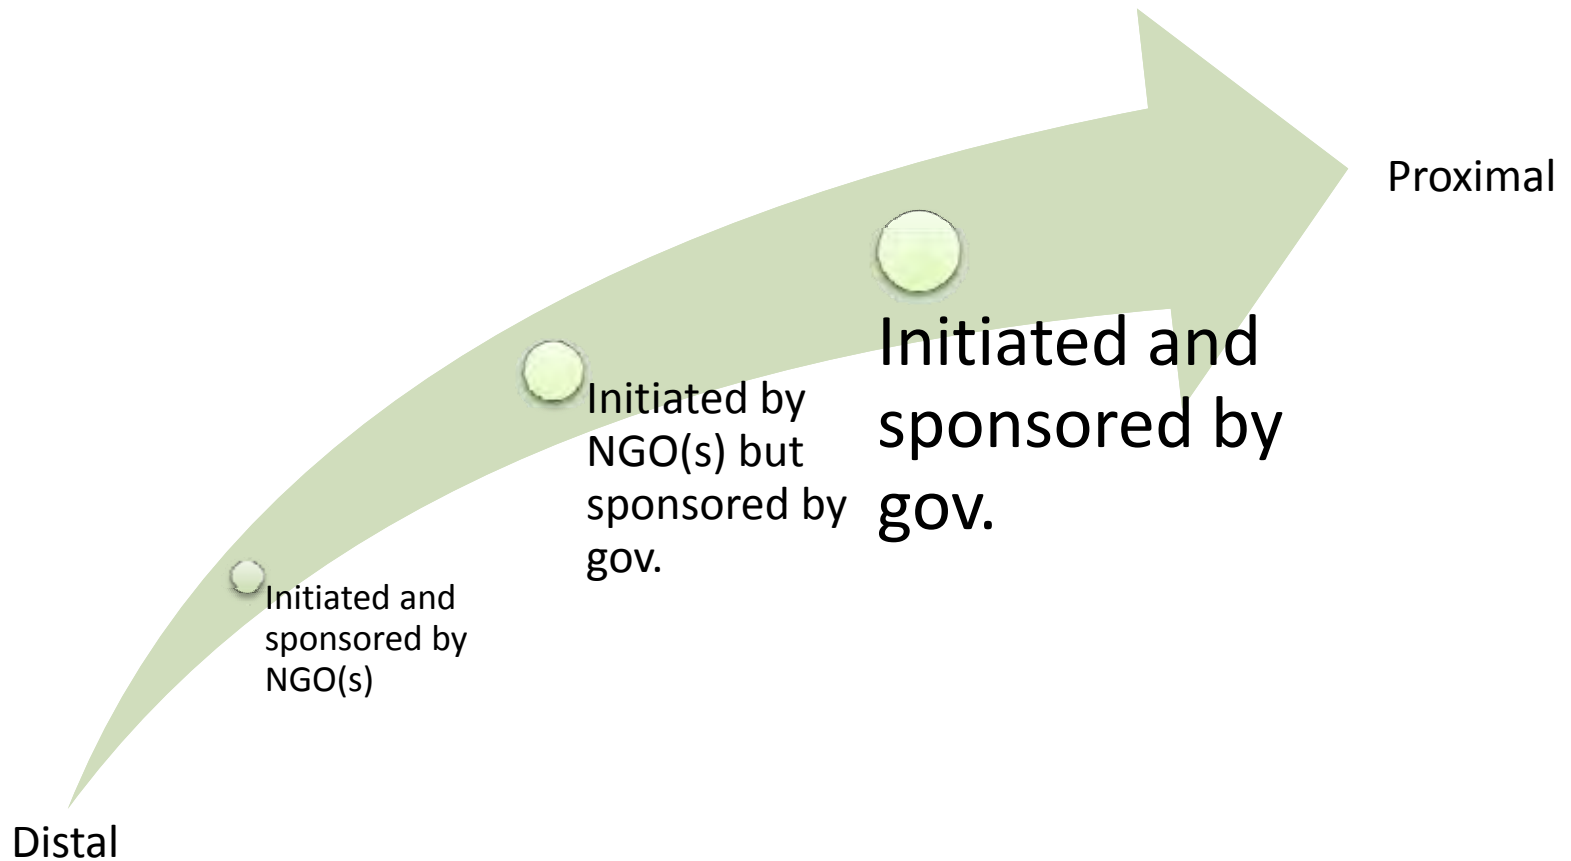 Proximal
Initiated and
sponsored by
gov.
Initiated by
NGO(s) but
sponsored by
gov.
Initiated and
sponsored by
NGO(s)
Distal